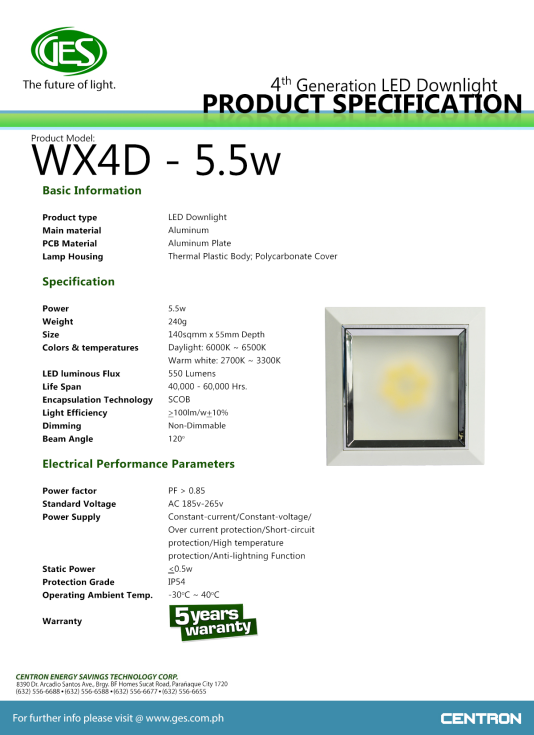 GES
The future of light.
4th Generation LED Downlight
PRODUCT SPECIFICATION
Product Model:
WX4D - 5.5w
Basic Information
Product type LED Downlight
Main material Aluminum
PCB Material Aluminum Plate
Lamp Housing Thermal Plastic Body; Polycarbonate Cover
Specification
Power 5.5w
Weight 240g
Size 140sqmm x 55mm Depth
Colors & temperatures Daylight: 6000K ~ 6500K
Warm white: 2700K ~ 3300K
LED luminous Flux 550 Lumens
Life Span 40,000 - 60,000 Hrs.
Encapsulation Technology SCOB
Light Efficiency ≥100lm/w±10%
Dimming Non-Dimmable
Beam Angle 120°
Electrical Performance Parameters
Power factor PF > 0.85
Standard Voltage AC 185v-265v
Power Supply Constant-current/Constant-voltage/
Over current protection/Short-circuit
protection/High temperature
protection/Anti-lightning Function
Static Power ≤0.5w
Protection Grade IP54
Operating Ambient Temp. -30°C ~ 40°C
Warranty 5 years
waranty
CENTRON ENERGY SAVINGS TECHNOLOGY CORP.
8390 Dr. Arcadio Santos Ave., Brgy. BF Homes Sucat Road, Parañaque City 1720
(632) 556-6688 • (632) 556-6588 • (632) 556-6677 • (632) 556-6655
For further info please visit @ www.ges.com.ph
CENTRON